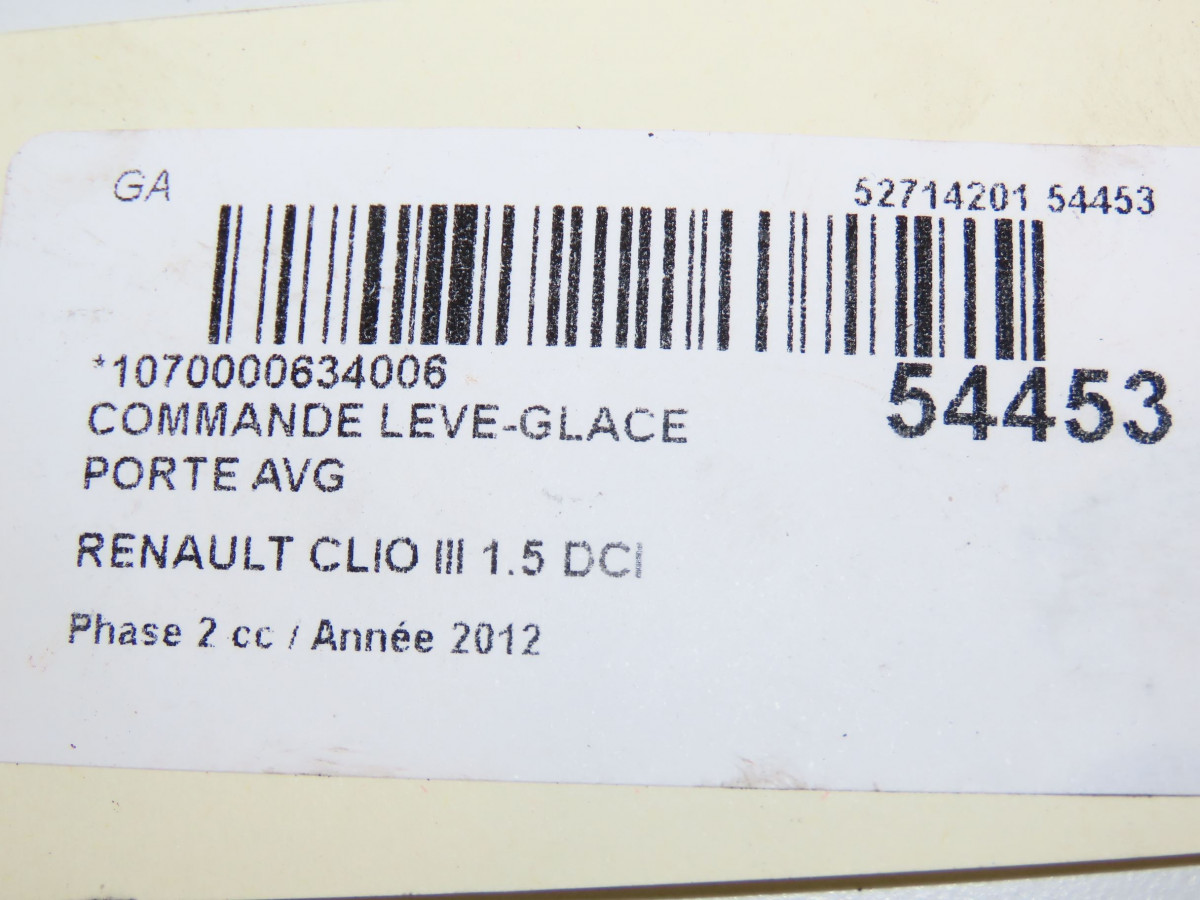 GA
52714201 54453
*1070000634006
54453
COMMANDE LEVE-GLACE
PORTE AVG
RENAULT CLIO III 1.5 DCI
Phase 2 cc / Année 2012